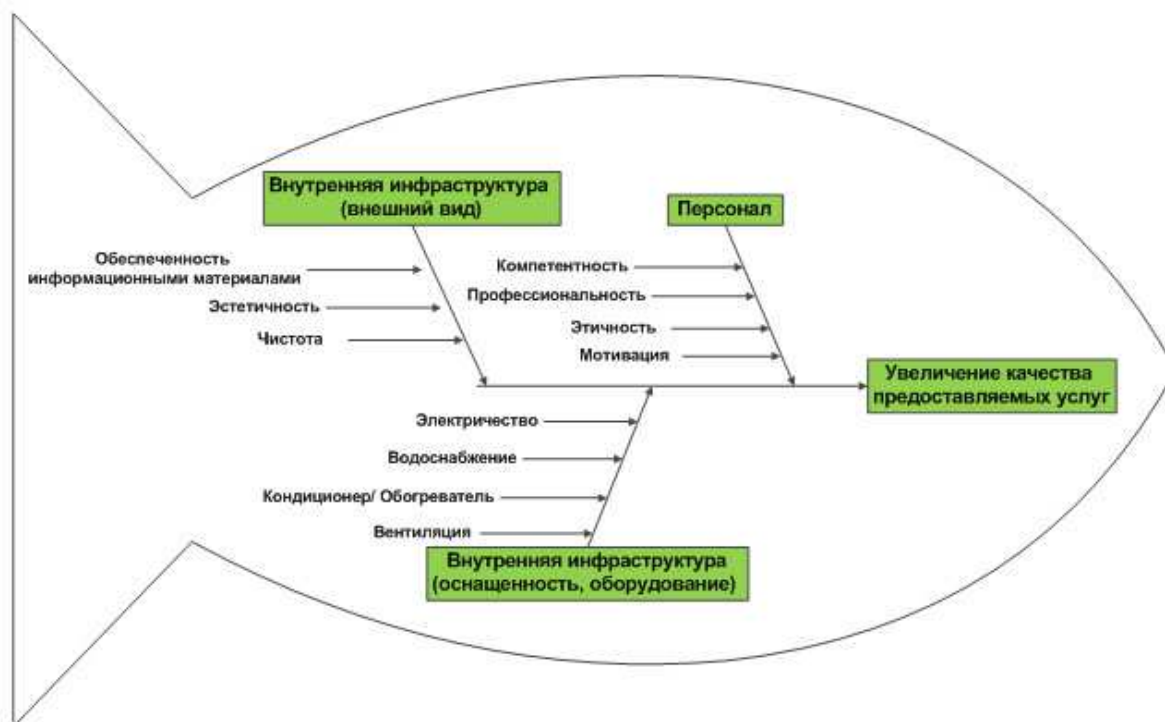 Внутренняя инфраструктура
(внешний вид)
Персонал
Обеспеченность
информационными материалами
Эстетичность
Чистота
Компетентность
Профессиональность
Этичность
Мотивация
Увеличение качества
предоставляемых услуг
Электричество
Водоснабжение
Кондиционер/ Обогреватель
Вентиляция
Внутренняя инфраструктура
(оснащенность, оборудование)